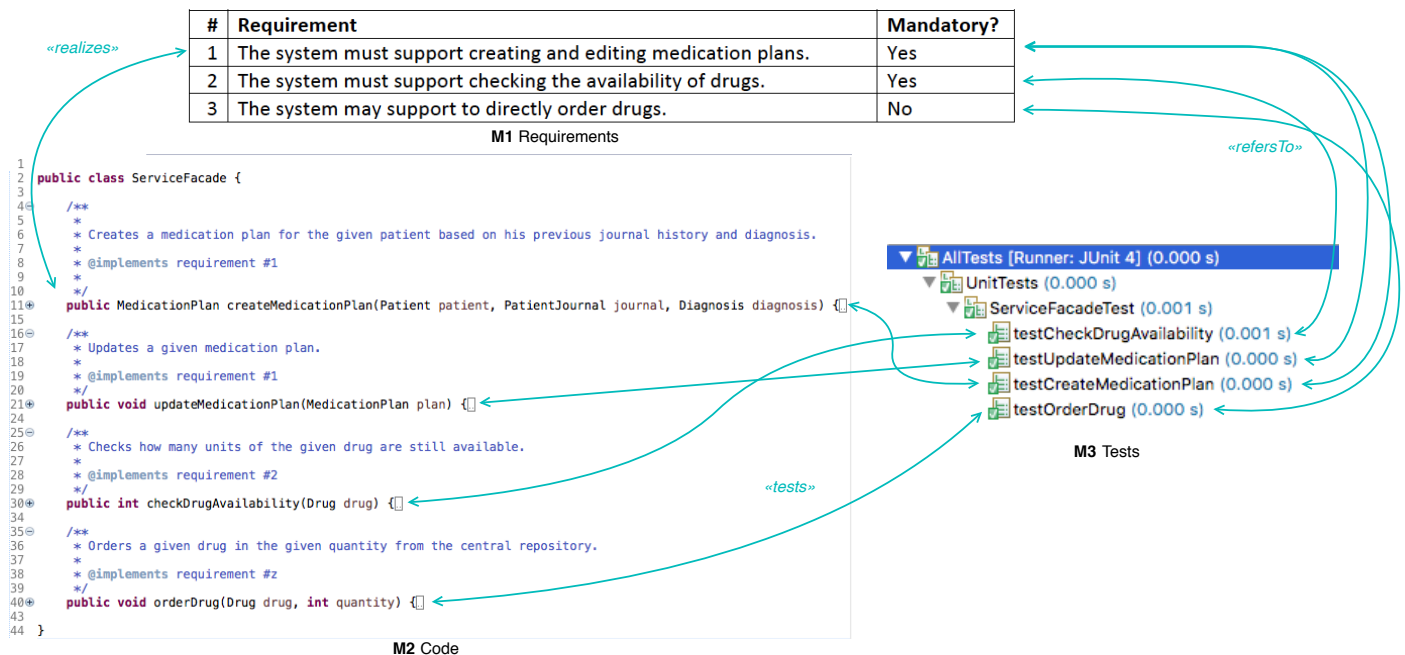 # Requirement Mandatory?
1 The system must support creating and editing medication plans. Yes
2 The system must support checking the availability of drugs. Yes
3 The system may support to directly order drugs. No
M1 Requirements
«realizes»
«refersTo»
1
2 public class ServiceFacade {
3
4 /**
5 *
6 * Creates a medication plan for the given patient based on his previous journal history and diagnosis.
7 *
8 * @implements requirement #1
9 *
10 */
11 public MedicationPlan createMedicationPlan(Patient patient, PatientJournal journal, Diagnosis diagnosis) {
15
16 /**
17 * Updates a given medication plan.
18 *
19 * @implements requirement #1
20 */
21 public void updateMedicationPlan(MedicationPlan plan) {
24
25 /**
26 * Checks how many units of the given drug are still available.
27 *
28 * @implements requirement #2
29 */
30 public int checkDrugAvailability(Drug drug) {
34
35 /**
36 * Orders a given drug in the given quantity from the central repository.
37 *
38 * @implements requirement #z
39 */
40 public void orderDrug(Drug drug, int quantity) {
43
44 }
M2 Code
«tests»
AllTests [Runner: JUnit 4] (0.000 s)
UnitTests (0.000 s)
ServiceFacadeTest (0.001 s)
testCheckDrugAvailability (0.001 s)
testUpdateMedicationPlan (0.000 s)
testCreateMedicationPlan (0.000 s)
testOrderDrug (0.000 s)
M3 Tests